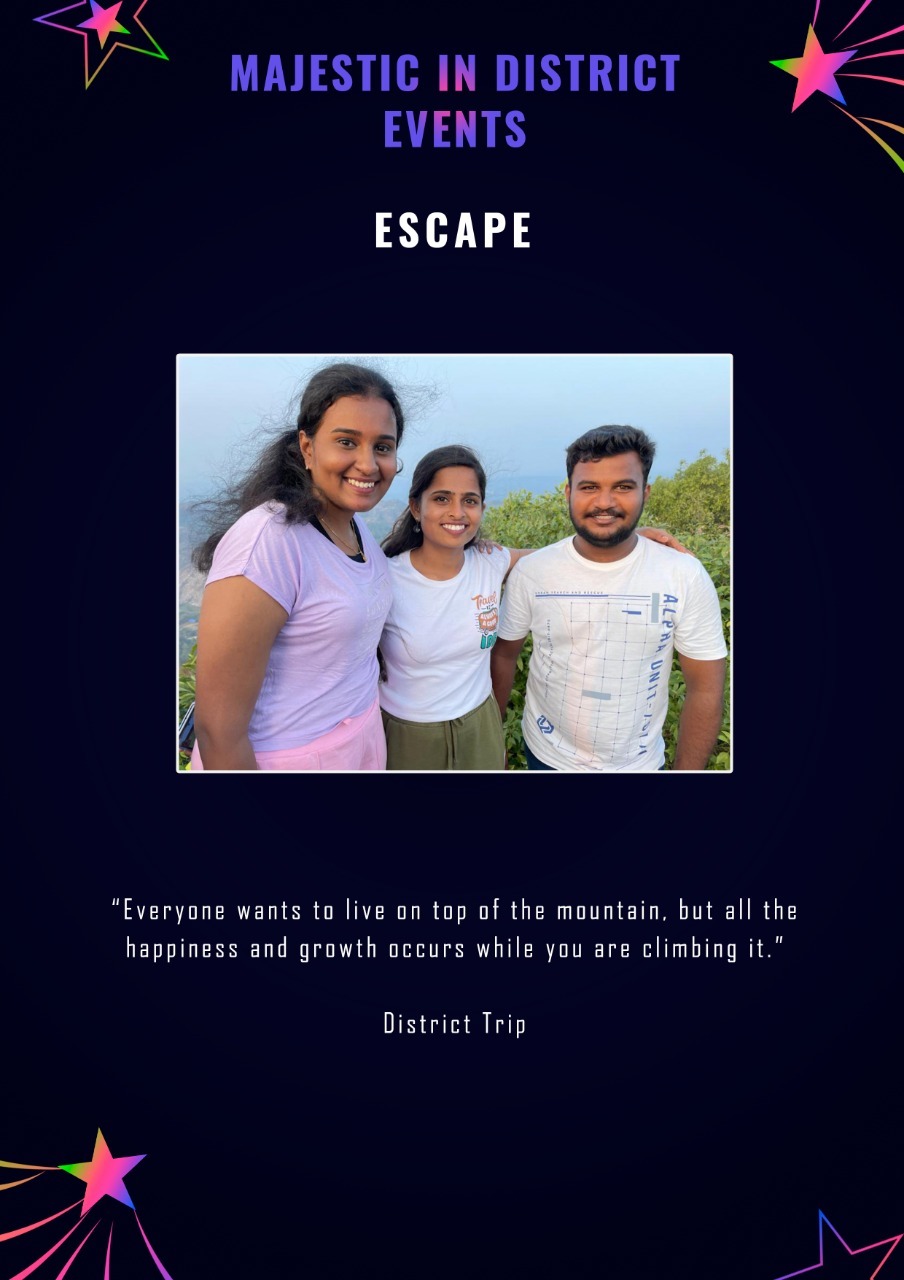 MAJESTIC IN DISTRICT
EVENTS
ESCAPE
Travel
ALPHA UNIT-
“Everyone wants to live on top of the mountain, but all the
happiness and growth occurs while you are climbing it.”
District Trip